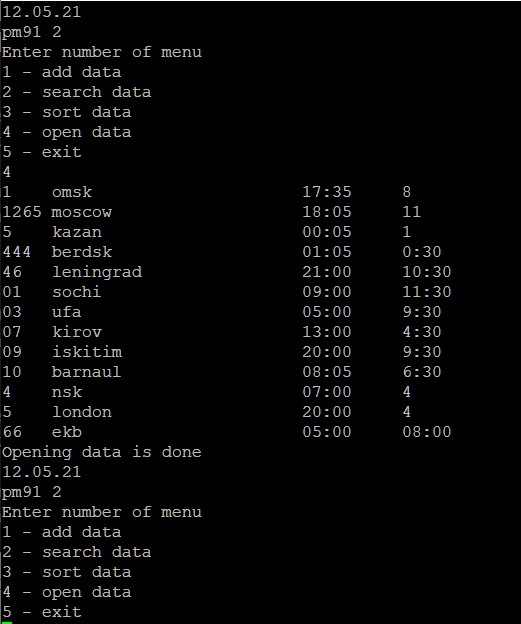 12.05.21
pm91 2
Enter number of menu
1 - add data
2 - search data
3 - sort data
4 - open data
5 - exit
4
1    omsk                     17:35     8
1265 moscow                   18:05     11
5    kazan                    00:05     1
444  berdsk                   01:05     0:30
46   leningrad                21:00     10:30
01   sochi                    09:00     11:30
03   ufa                      05:00     9:30
07   kirov                    13:00     4:30
09   iskitim                  20:00     9:30
10   barnaul                  08:05     6:30
4    nsk                      07:00     4
5    london                   20:00     4
66   ekb                      05:00     08:00
Opening data is done
12.05.21
pm91 2
Enter number of menu
1 - add data
2 - search data
3 - sort data
4 - open data
5 - exit